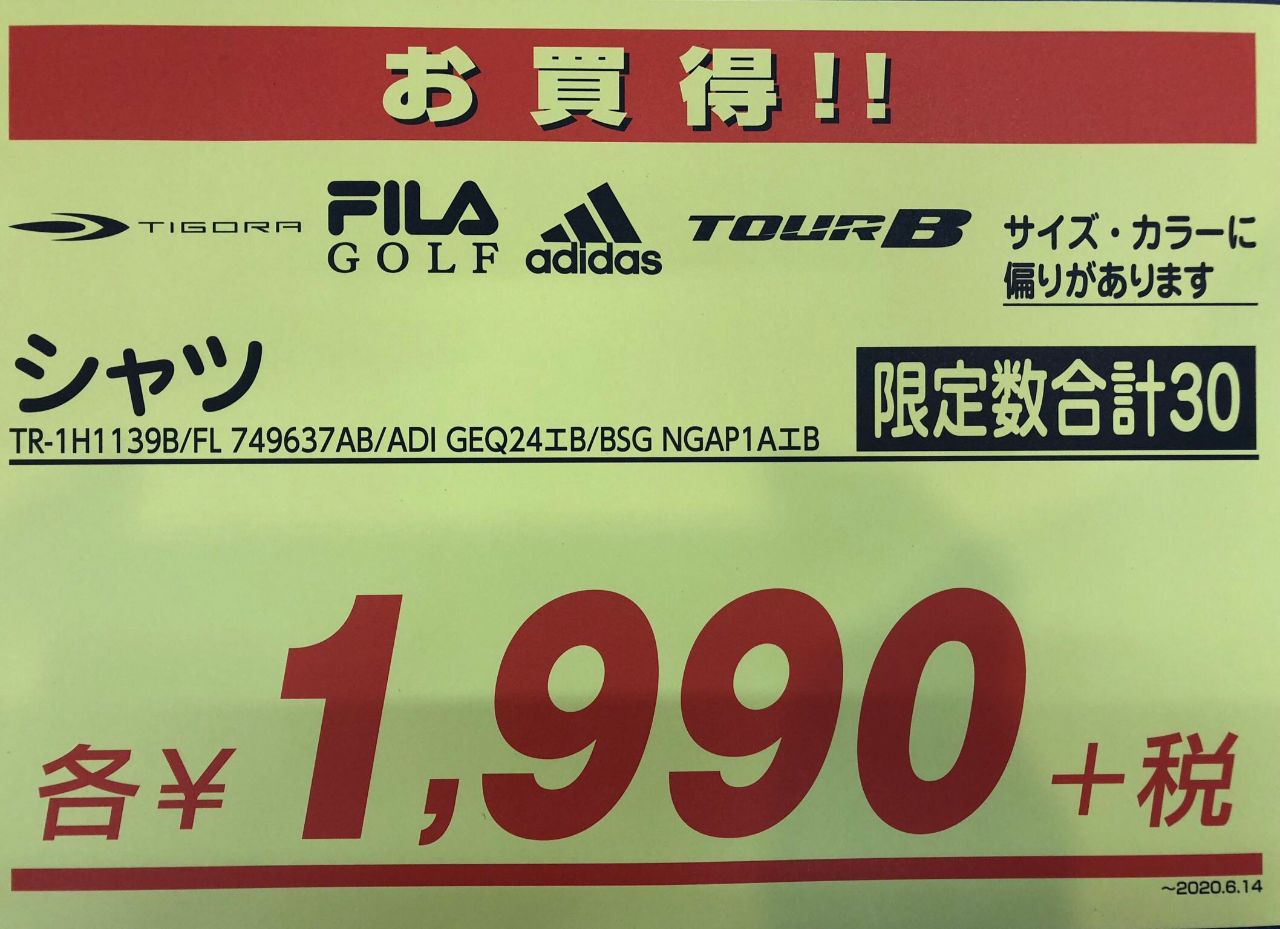 お買得!!
TIGORA FILA GOLF adidas TOUR B
サイズ・カラーに
偏りがあります
シャツ
限定数合計30
TR-1H1139B/FL 749637AB/ADI GEQ24エB/BSG NGAP1AエB
各¥1,990+税
~2020.6.14